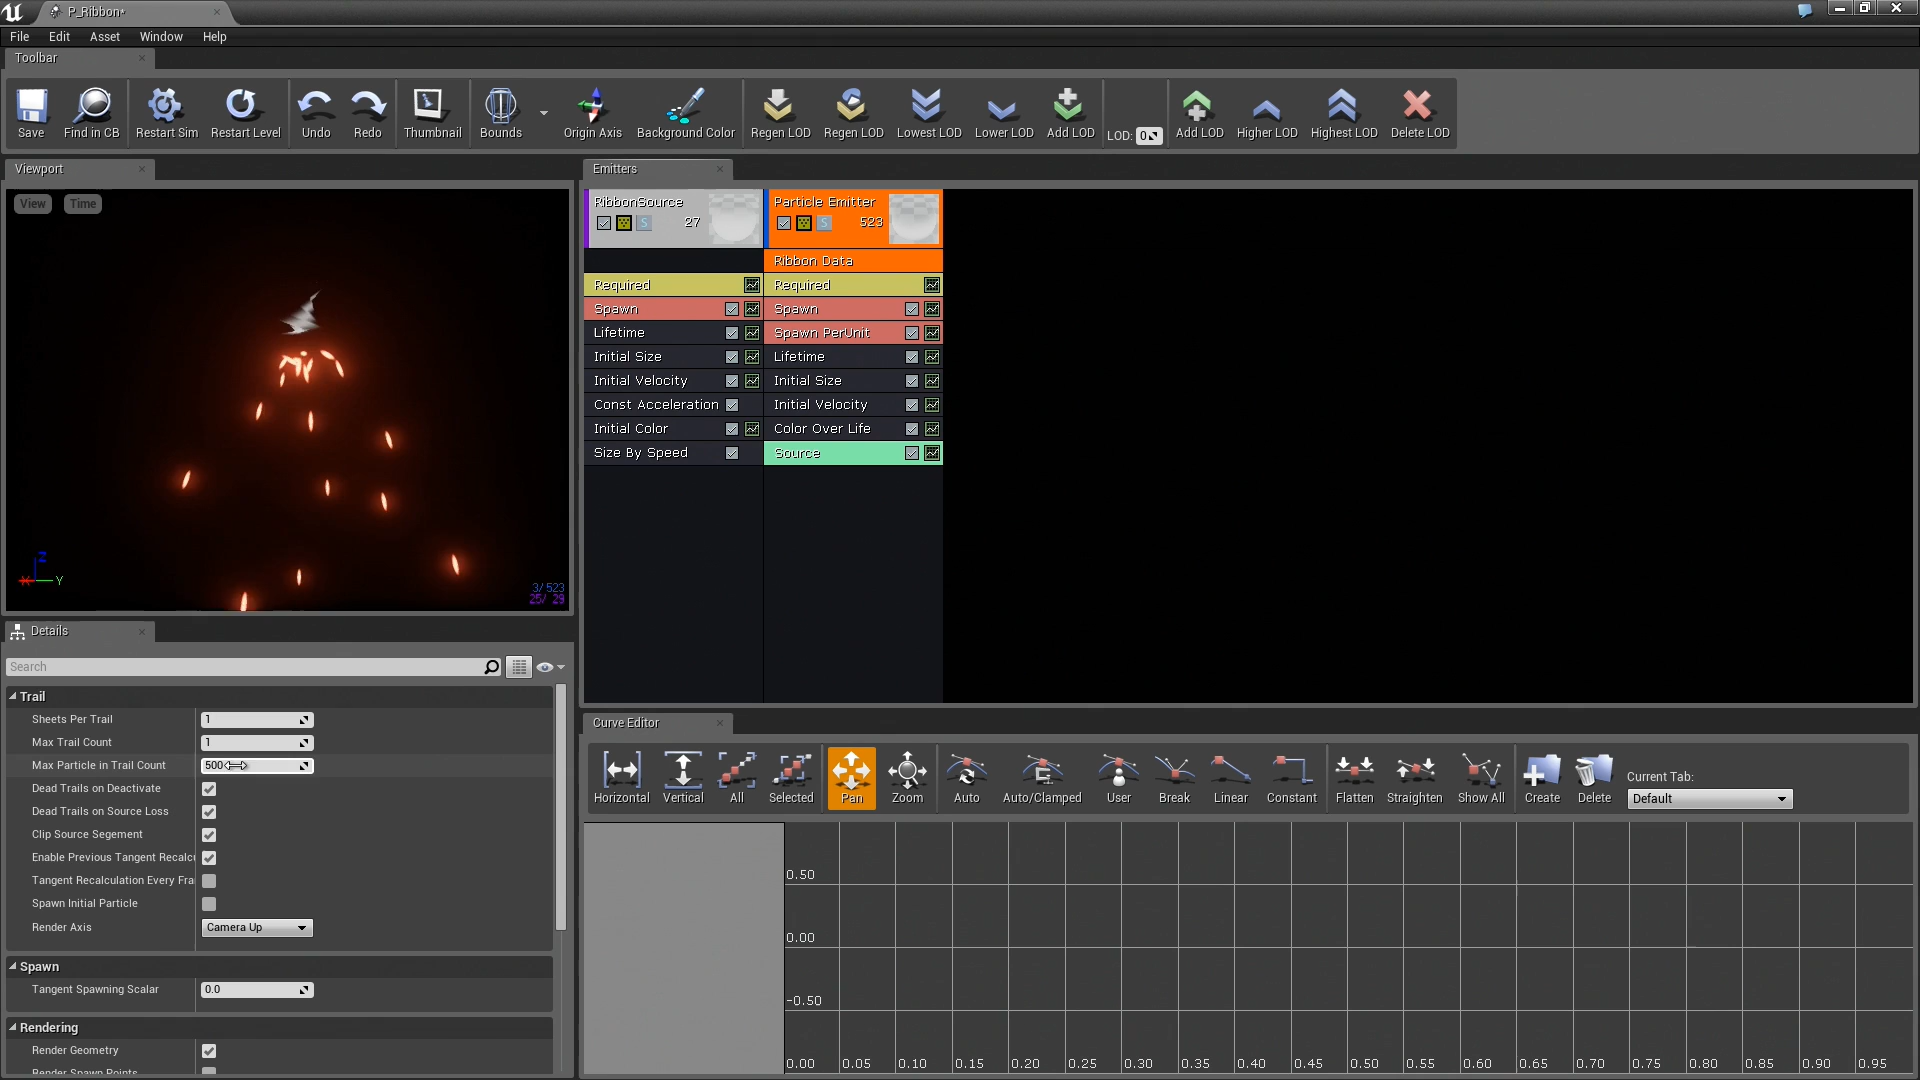 P_Ribbon*
File Edit Asset Window Help
Toolbar
Save Find in CB Restart Sim Restart Level Undo Redo Thumbnail Bounds Origin Axis Background Color Regen LOD Regen LOD Lowest LOD Lower LOD Add LOD LOD: 0 Add LOD Higher LOD Highest LOD Delete LOD
Viewport
Emitters
View Time
RibbonSource
27
Particle Emitter
523
Ribbon Data
Required Required
Spawn Spawn
Lifetime Spawn PerUnit
Initial Size Lifetime
Initial Velocity Initial Size
Const Acceleration Initial Velocity
Initial Color Color Over Life
Size By Speed Source
Z
X Y
3/523
25/ 29
Details
Search
Trail
Sheets Per Trail 1
Max Trail Count 1
Max Particle in Trail Count 500
Dead Trails on Deactivate
Dead Trails on Source Loss
Clip Source Segement
Enable Previous Tangent Recalcu
Tangent Recalculation Every Fra
Spawn Initial Particle
Render Axis Camera Up
Spawn
Tangent Spawning Scalar 0.0
Rendering
Render Geometry
Render Spawn Points
Curve Editor
Horizontal Vertical All Selected Pan Zoom Auto Auto/Clamped User Break Linear Constant Flatten Straighten Show All Create Delete
Current Tab:
Default
0.50
0.00
-0.50
0.00 0.05 0.10 0.15 0.20 0.25 0.30 0.35 0.40 0.45 0.50 0.55 0.60 0.65 0.70 0.75 0.80 0.85 0.90 0.95